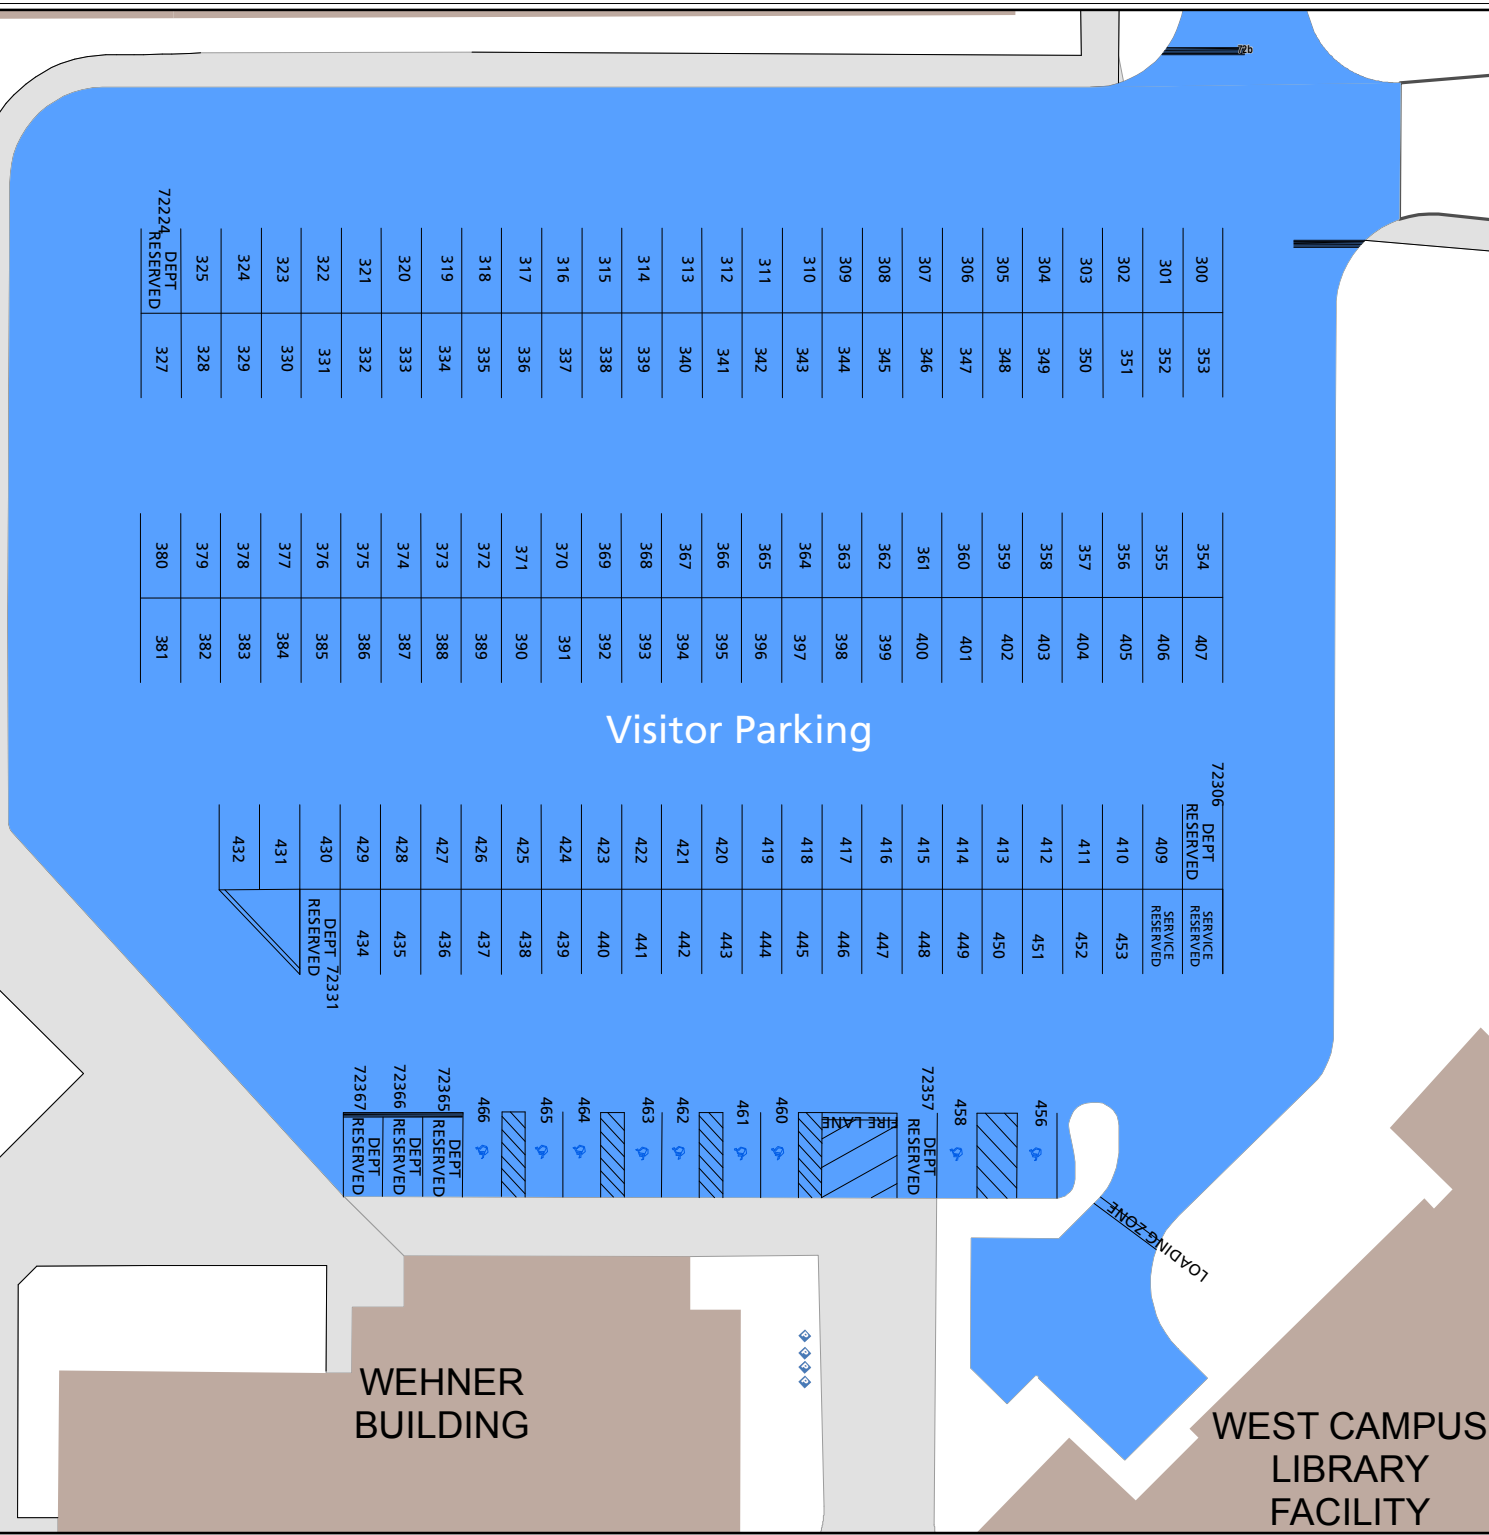 72b
72224
DEPT
RESERVED
325 324 323 322 321 320 319 318 317 316 315 314 313 312 311 310 309 308 307 306 305 304 303 302 301 300
327 328 329 330 331 332 333 334 335 336 337 338 339 340 341 342 343 344 345 346 347 348 349 350 351 352 353
380 379 378 377 376 375 374 373 372 371 370 369 368 367 366 365 364 363 362 361 360 359 358 357 356 355 354
381 382 383 384 385 386 387 388 389 390 391 392 393 394 395 396 397 398 399 400 401 402 403 404 405 406 407
Visitor Parking
432 431 430 429 428 427 426 425 424 423 422 421 420 419 418 417 416 415 414 413 412 411 410 409
72306
DEPT
RESERVED
DEPT 72331
RESERVED
434 435 436 437 438 439 440 441 442 443 444 445 446 447 448 449 450 451 452 453
SERVICE
RESERVED
SERVICE
RESERVED
72367
DEPT
RESERVED
72366
DEPT
RESERVED
72365
DEPT
RESERVED
466 465 464 463 462 461 460
FIRE LANE
72357
DEPT
RESERVED
458 456
LOADING ZONE
WEHNER
BUILDING
WEST CAMPUS
LIBRARY
FACILITY